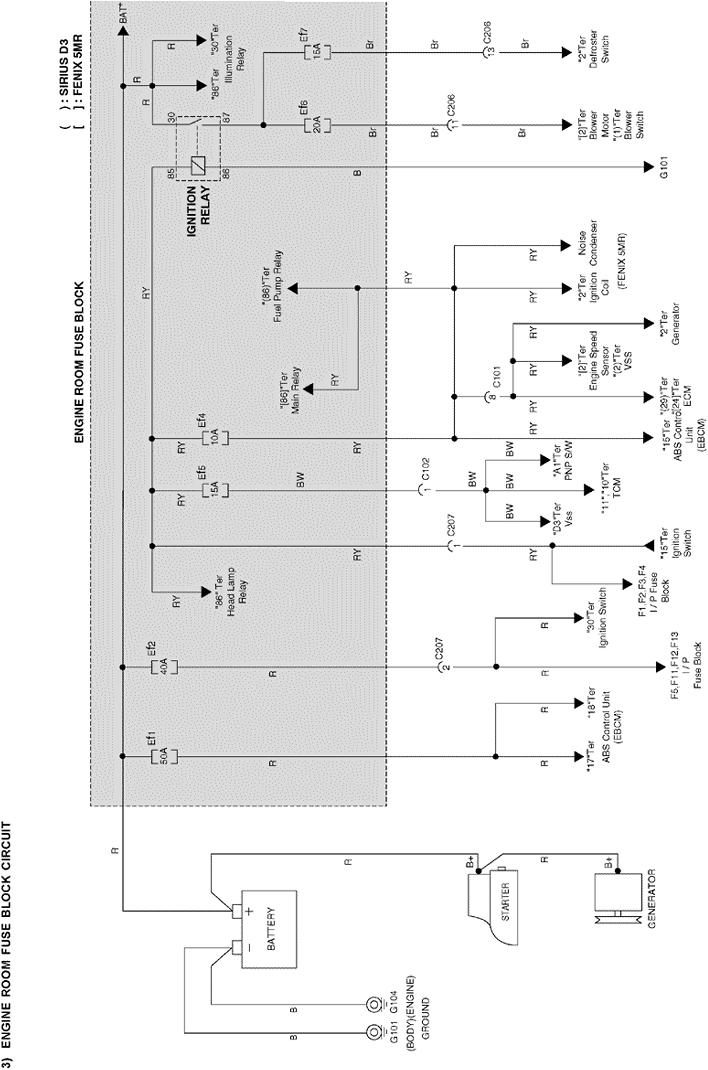 3) ENGINE ROOM FUSE BLOCK CIRCUIT
ENGINE ROOM FUSE BLOCK
( ) : SIRIUS D3
[ ] : FENIX 5MR
BAT+
R
R
R
R
R
"30"Ter
Illumination
Relay
"86"Ter
30
87
85
86
IGNITION
RELAY
Ef7
15A
Br
Br
13
C206
Br
"2"Ter
Defroster
Switch
Ef6
20A
Br
Br
11
C206
Br
"[2]"Ter
Blower
Motor
"(1)"Ter
Blower
Switch
B
G101
RY
"(86)"Ter
Fuel Pump Relay
"[86]"Ter
Main Relay
RY
RY
RY
Noise
Condenser
(FENIX 5MR)
RY
"2"Ter
Ignition
Coil
RY
"2"Ter
Generator
RY
"[2]"Ter
Engine Speed
Sensor
"(2)"Ter
VSS
8
C101
RY
"(29)"Ter
"[24]"Ter
ECM
RY
Ef4
10A
RY
"15"Ter
ABS Control
Unit
(EBCM)
RY
Ef5
15A
BW
1
C102
BW
BW
"A1"Ter
PNP S/W
BW
"11","10"Ter
TCM
BW
"D3"Ter
Vss
RY
1
C207
RY
"15"Ter
Ignition
Switch
F1,F2,F3,F4
I / P Fuse
Block
RY
"86" Ter
Head Lamp
Relay
Ef2
40A
R
2
C207
R
"30"Ter
Ignition Switch
R
F5,F11,F12,F13
I / P
Fuse Block
Ef1
50A
R
R
"18"Ter
ABS Control Unit
(EBCM)
R
"17"Ter
+
−
BATTERY
R
B+
STARTER
R
B+
GENERATOR
B
G104
(ENGINE)
B
G101
(BODY)
GROUND